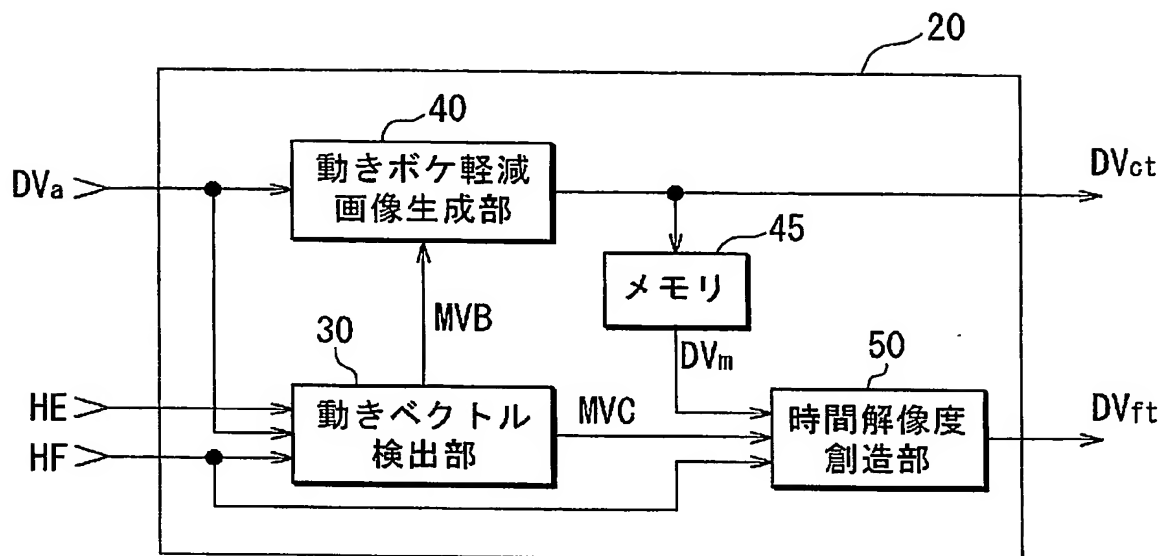 20
40
DVa
動きボケ軽減
画像生成部
DVct
45
メモリ
MVB
30
DVm
50
HE
動きベクトル
検出部
MVC
時間解像度
創造部
DVft
HF